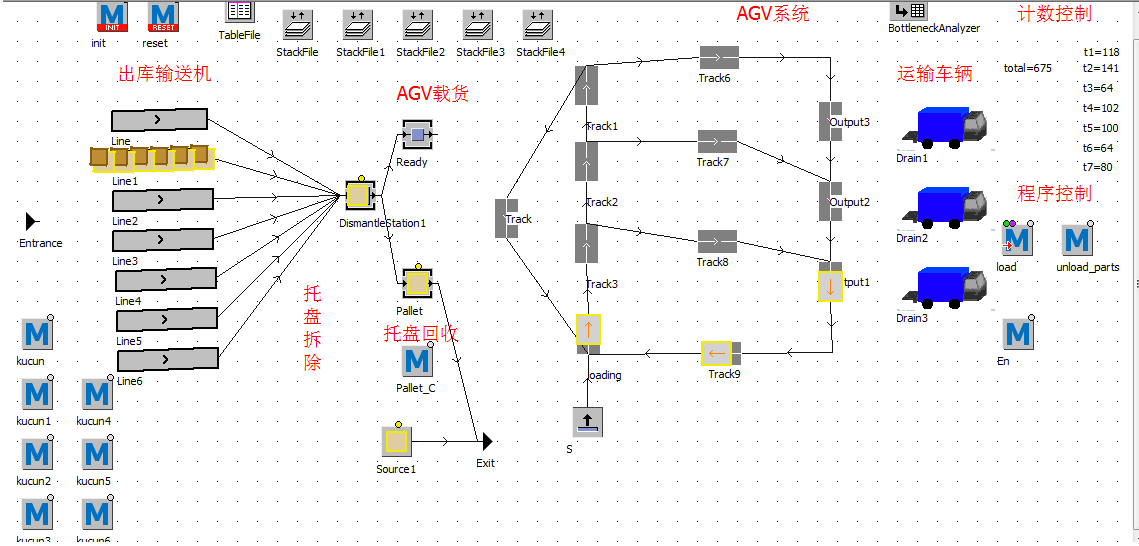 AGV系统
计数控制
INIT
RESET
init
reset
TableFile
StackFile
StackFile1
StackFile2
StackFile3
StackFile4
BottleneckAnalyzer
t1=118
total=675
t2=141
t3=64
t4=102
t5=100
t6=64
t7=80
出库输送机
AGV载货
运输车辆
Track6
Track1
Output3
Line
Ready
Track7
Drain1
Line1
Track2
Output2
程序控制
Line2
DismantleStation1
Track
Entrance
Line3
Track8
Drain2
load
unload_parts
Line4
Track3
tput1
托盘拆除
Pallet
Drain3
Line5
托盘回收
kucun
En
Line6
Pallet_C
oading
Track9
kucun1
kucun4
S
Source1
Exit
kucun2
kucun5
kucun3
kucun6